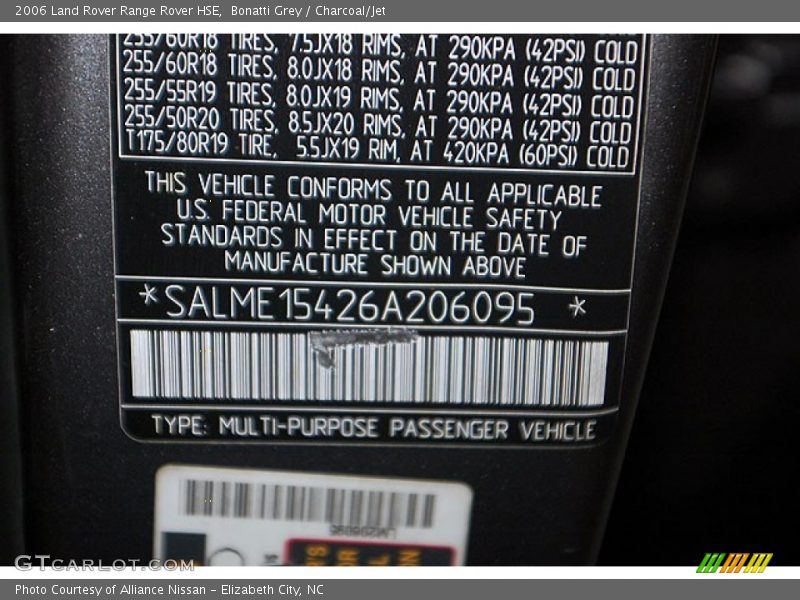 2006 Land Rover Range Rover HSE, Bonatti Grey / Charcoal/Jet
255/60R18 TIRES, 7.5JX18 RIMS, AT 290KPA (42PSI) COLD
255/60R18 TIRES, 8.0JX18 RIMS, AT 290KPA (42PSI) COLD
255/55R19 TIRES, 8.0JX19 RIMS, AT 290KPA (42PSI) COLD
255/50R20 TIRES, 8.5JX20 RIMS, AT 290KPA (42PSI) COLD
T175/80R19 TIRE, 5.5JX19 RIM, AT 420KPA (60PSI) COLD
THIS VEHICLE CONFORMS TO ALL APPLICABLE
U.S. FEDERAL MOTOR VEHICLE SAFETY
STANDARDS IN EFFECT ON THE DATE OF
MANUFACTURE SHOWN ABOVE
*SALME15426A206095 *
TYPE: MULTI-PURPOSE PASSENGER VEHICLE
GTcarlot.com
Photo Courtesy of Alliance Nissan - Elizabeth City, NC